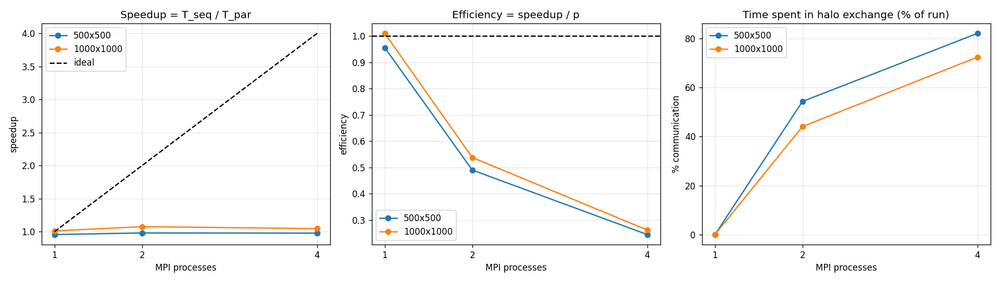 Speedup = T_seq / T_par
500x500
1000x1000
ideal
4.0
3.5
3.0
2.5
2.0
1.5
1.0
speedup
1
2
4
MPI processes
Efficiency = speedup / p
1.0
0.9
0.8
0.7
0.6
0.5
0.4
0.3
efficiency
500x500
1000x1000
1
2
4
MPI processes
Time spent in halo exchange (% of run)
500x500
1000x1000
80
60
40
20
0
% communication
1
2
4
MPI processes